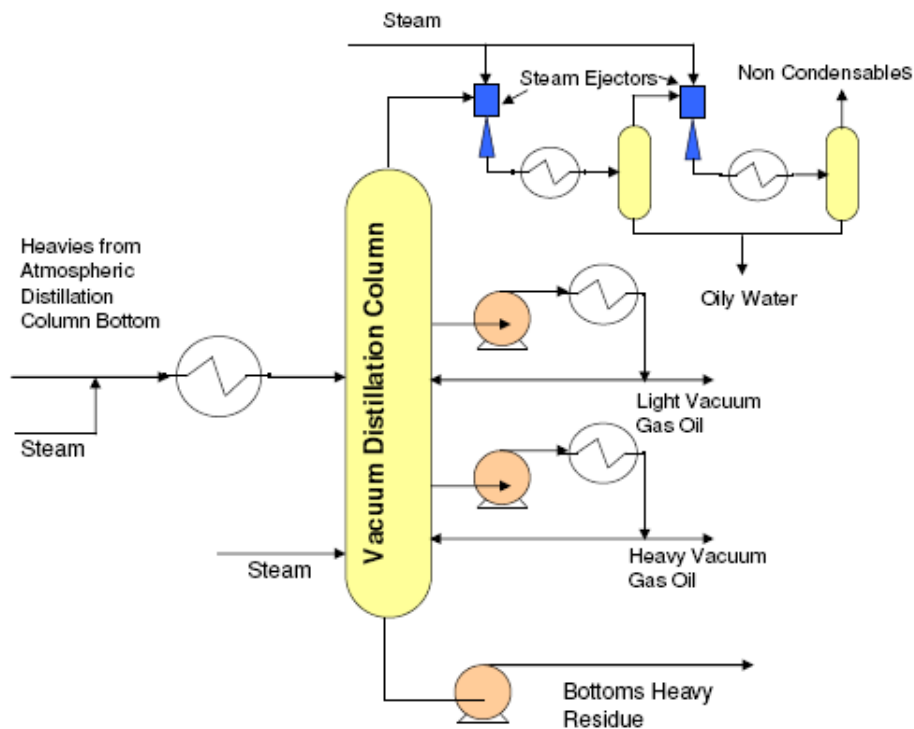 Steam
Steam Ejectors
Non Condensables
Heavies from
Atmospheric
Distillation
Column Bottom
Vacuum Distillation Column
Oily Water
Light Vacuum
Gas Oil
Steam
Heavy Vacuum
Gas Oil
Steam
Bottoms Heavy
Residue